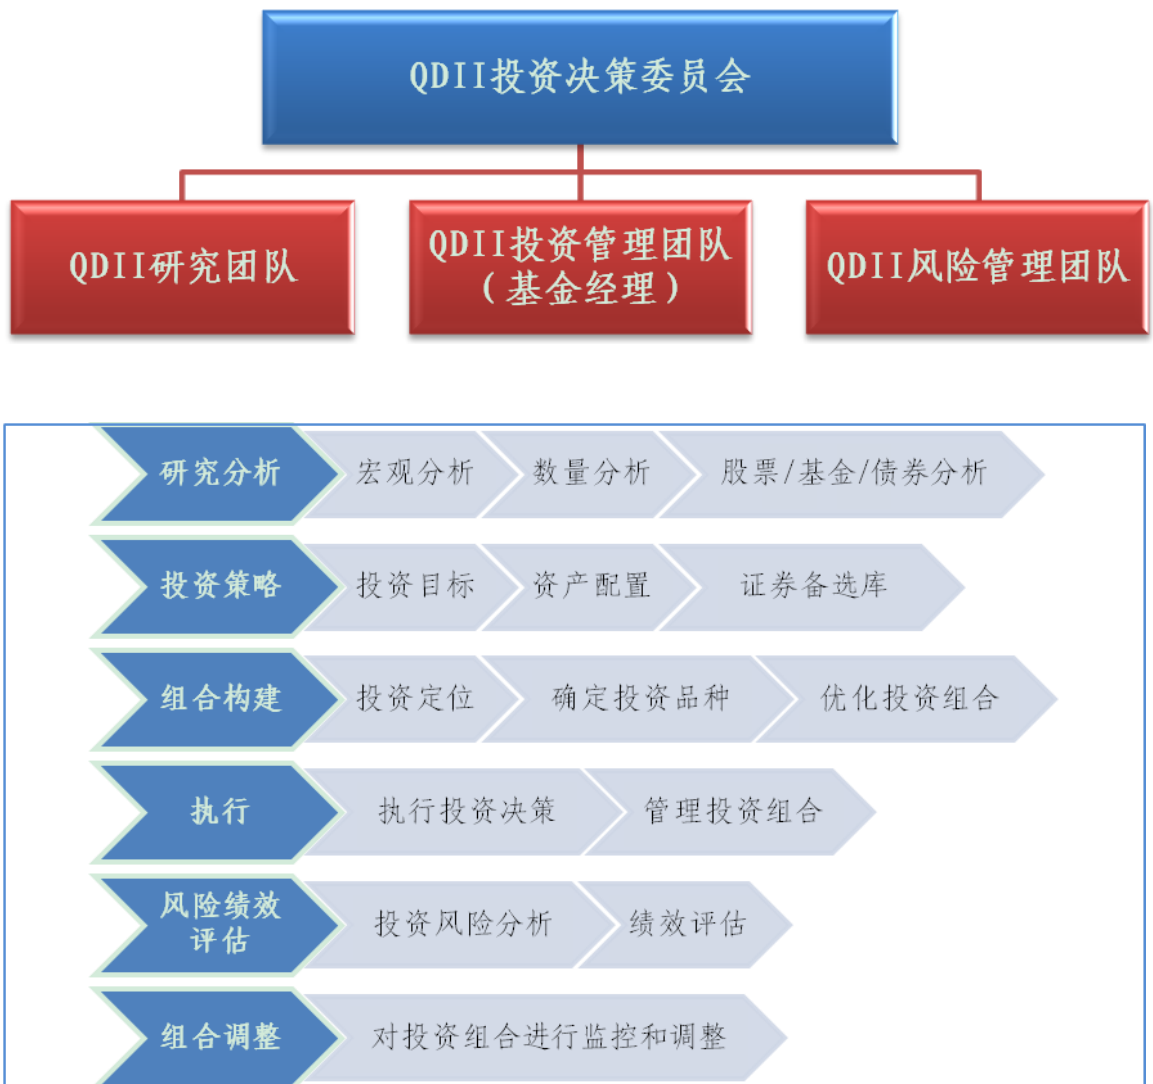 QDII投资决策委员会
QDII研究团队
QDII投资管理团队
（基金经理）
QDII风险管理团队
研究分析 宏观分析 数量分析 股票/基金/债券分析
投资策略 投资目标 资产配置 证券备选库
组合构建 投资定位 确定投资品种 优化投资组合
执行 执行投资决策 管理投资组合
风险绩效
评估
投资风险分析 绩效评估
组合调整 对投资组合进行监控和调整